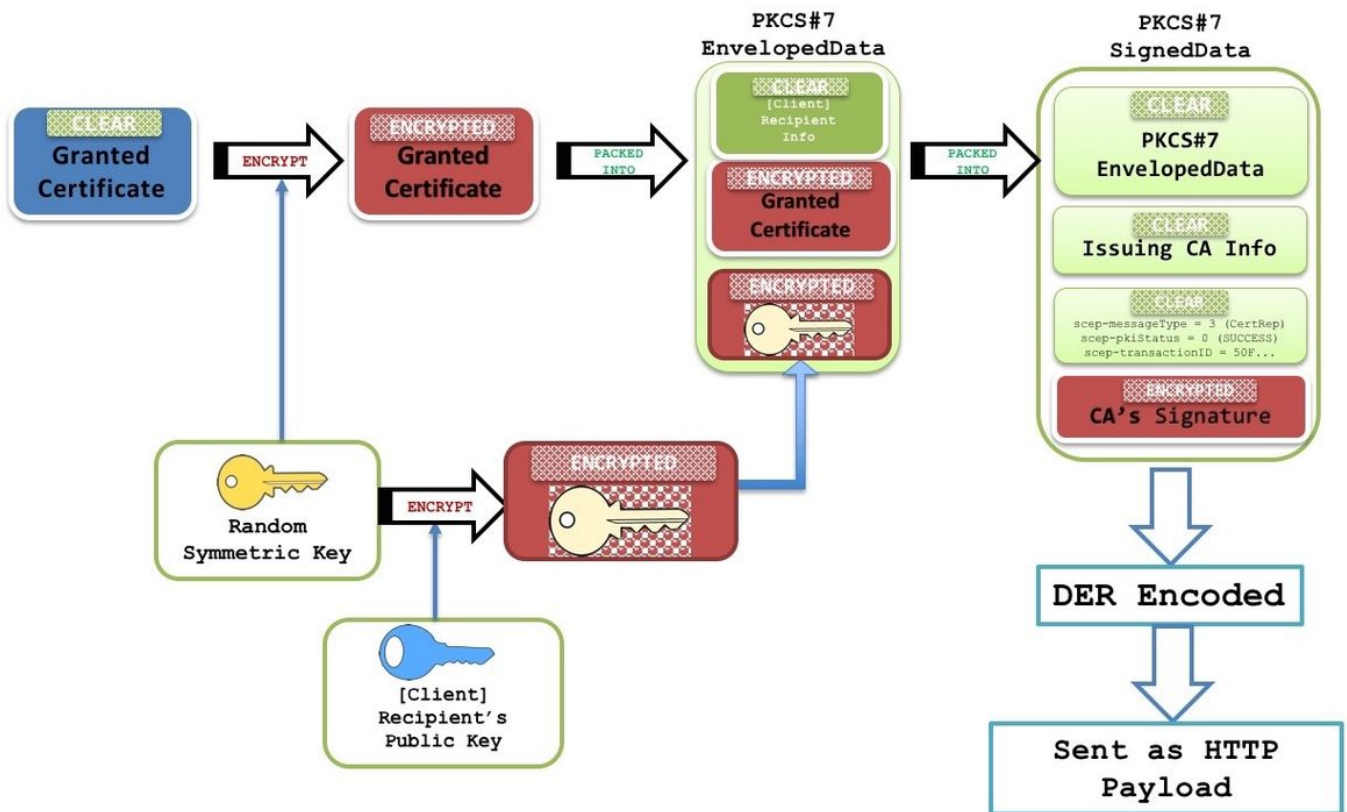 PKCS#7
EnvelopedData
PKCS#7
SignedData
CLEAR
Granted
Certificate
ENCRYPT
ENCRYPTED
Granted
Certificate
PACKED
INTO
CLEAR
[Client]
Recipient
Info
ENCRYPTED
Granted
Certificate
ENCRYPTED
PACKED
INTO
CLEAR
PKCS#7
EnvelopedData
CLEAR
Issuing CA Info
CLEAR
scep-messageType = 3 (CertRep)
scep-pkiStatus = 0 (SUCCESS)
scep-transactionID = 50F...
ENCRYPTED
CA's Signature
Random
Symmetric Key
ENCRYPT
ENCRYPTED
[Client]
Recipient's
Public Key
DER Encoded
Sent as HTTP
Payload